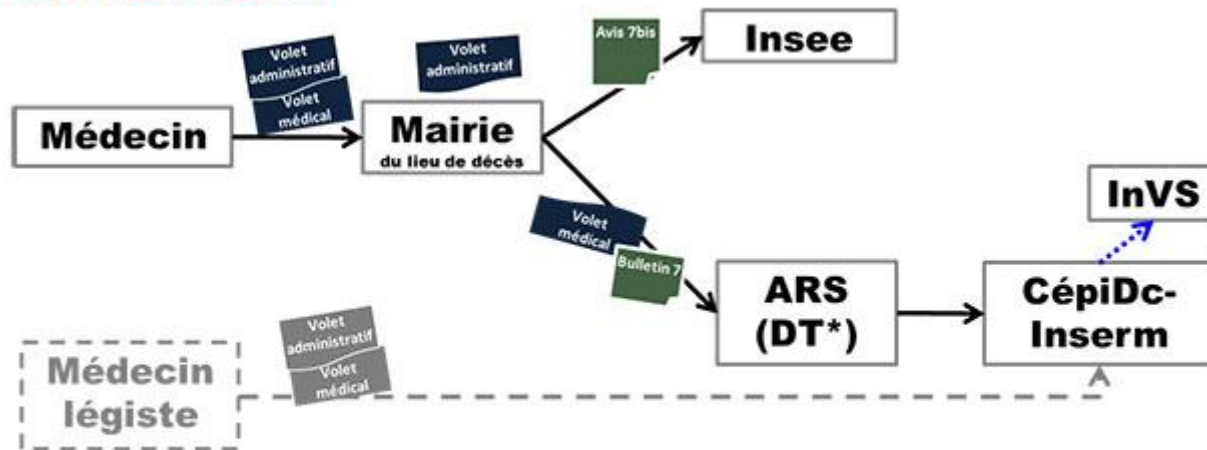 Volet
administratif
Volet
médical
Volet
administratif
Avis 7bis
Insee
Médecin
Mairie
du lieu de décès
InVS
Volet
médical
Bulletin 7
ARS
(DT*)
CépiDc-
Inserm
Volet
administratif
Volet
médical
Médecin
légiste